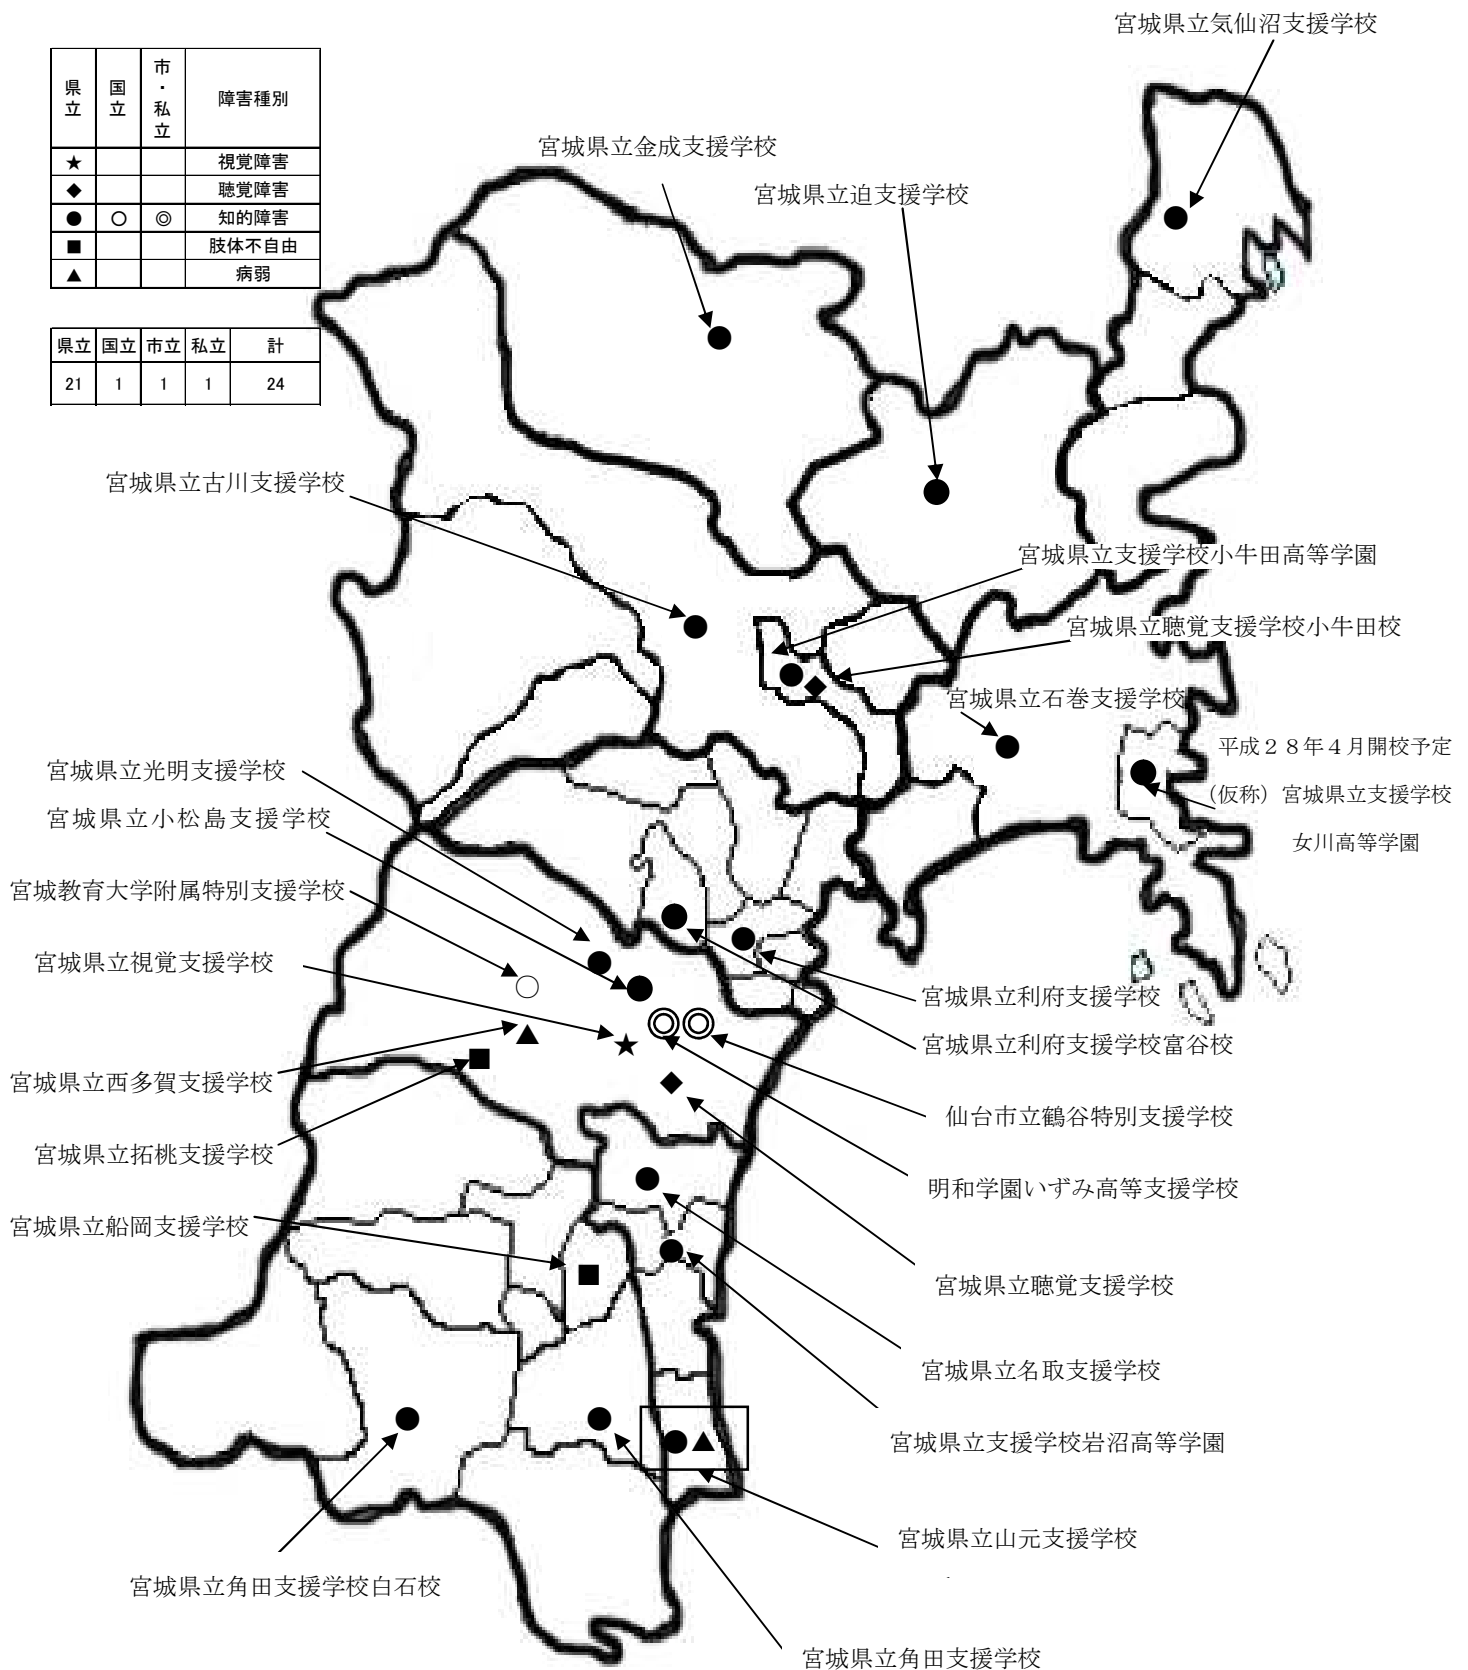 宮城県立気仙沼支援学校
県立 国立 市・私立 障害種別
★ 視覚障害
◆ 聴覚障害
● ○ ◎ 知的障害
■ 肢体不自由
▲ 病弱
県立 国立 市立 私立 計
21 1 1 1 24
宮城県立金成支援学校
宮城県立迫支援学校
宮城県立古川支援学校
宮城県立支援学校小牛田高等学園
宮城県立聴覚支援学校小牛田校
宮城県立石巻支援学校
平成２８年４月開校予定
（仮称）宮城県立支援学校
女川高等学園
宮城県立光明支援学校
宮城県立小松島支援学校
宮城教育大学附属特別支援学校
宮城県立視覚支援学校
宮城県立利府支援学校
宮城県立利府支援学校富谷校
宮城県立西多賀支援学校
仙台市立鶴谷特別支援学校
宮城県立拓桃支援学校
明和学園いずみ高等支援学校
宮城県立船岡支援学校
宮城県立聴覚支援学校
宮城県立名取支援学校
宮城県立支援学校岩沼高等学園
宮城県立山元支援学校
宮城県立角田支援学校白石校
宮城県立角田支援学校